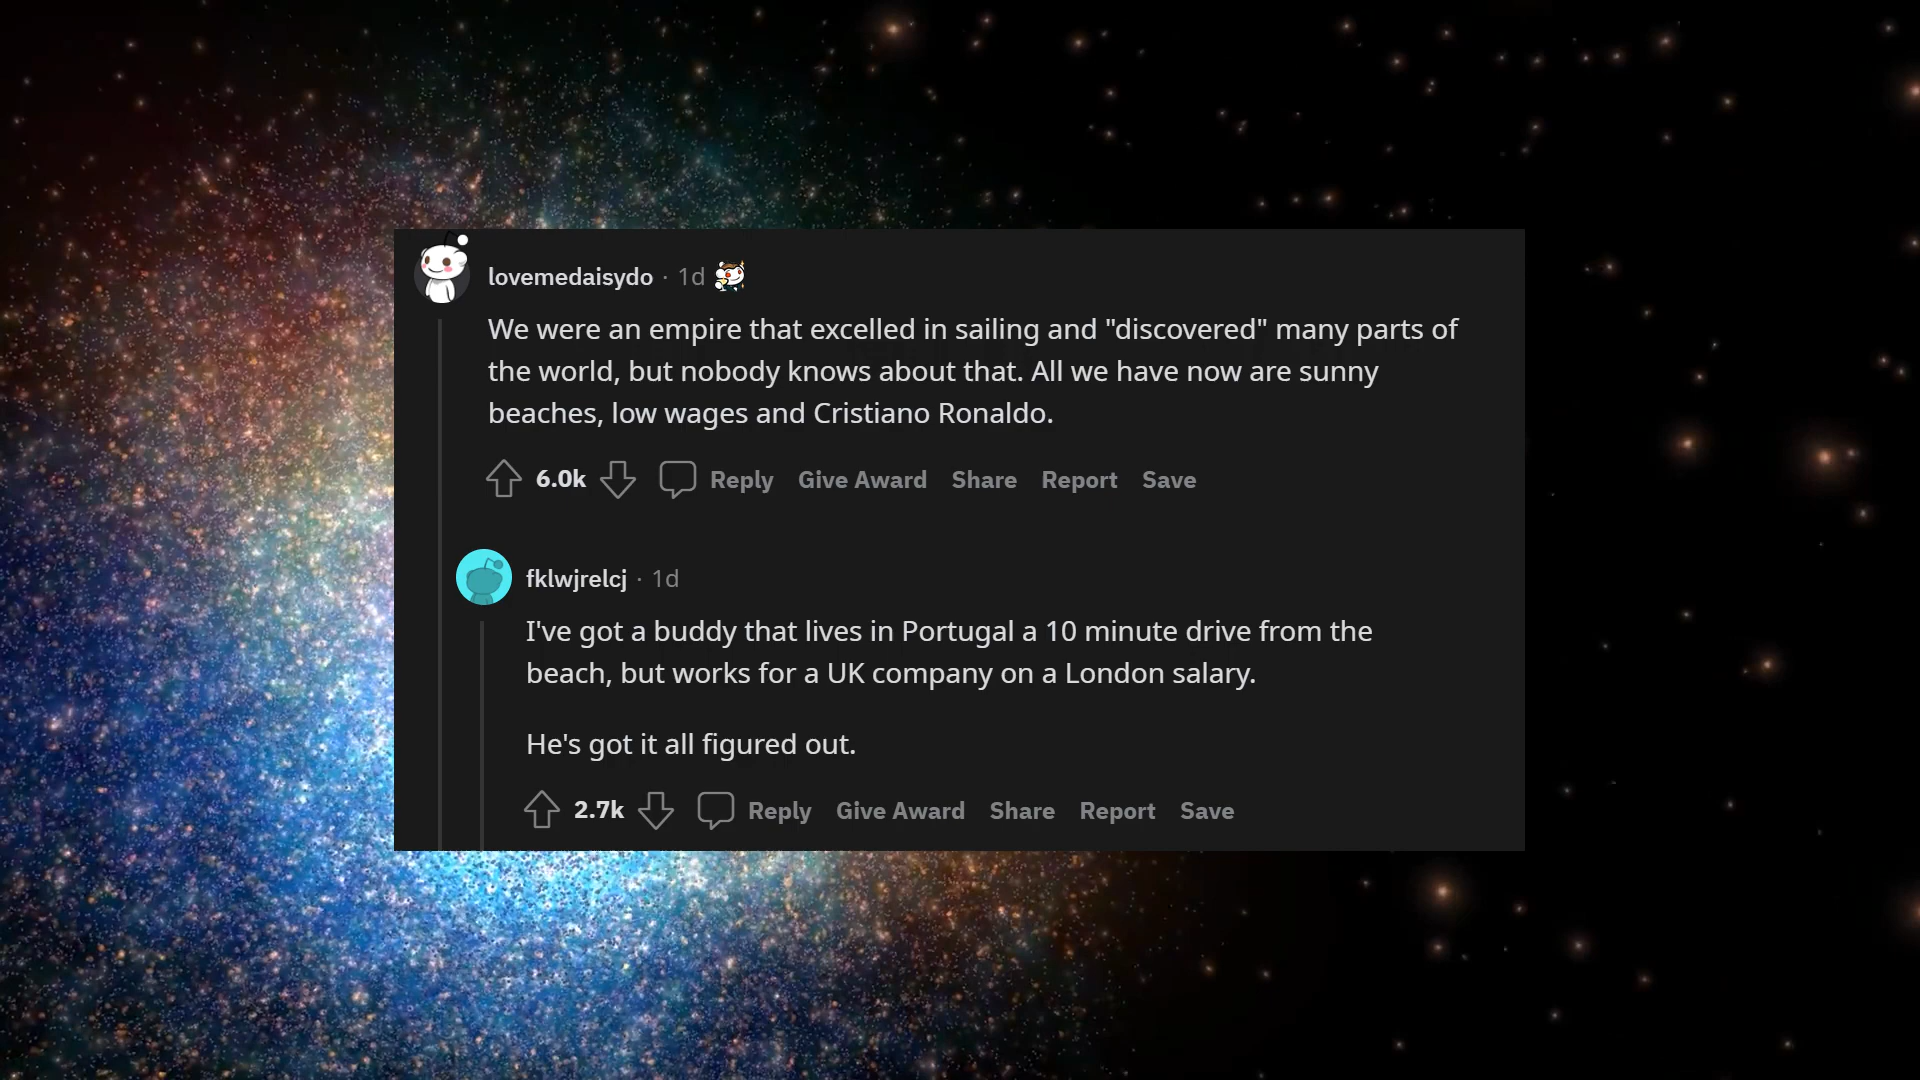 lovemedaisydo · 1d
We were an empire that excelled in sailing and "discovered" many parts of
the world, but nobody knows about that. All we have now are sunny
beaches, low wages and Cristiano Ronaldo.
6.0k Reply Give Award Share Report Save
fklwjrelcj · 1d
I've got a buddy that lives in Portugal a 10 minute drive from the
beach, but works for a UK company on a London salary.
He's got it all figured out.
2.7k Reply Give Award Share Report Save